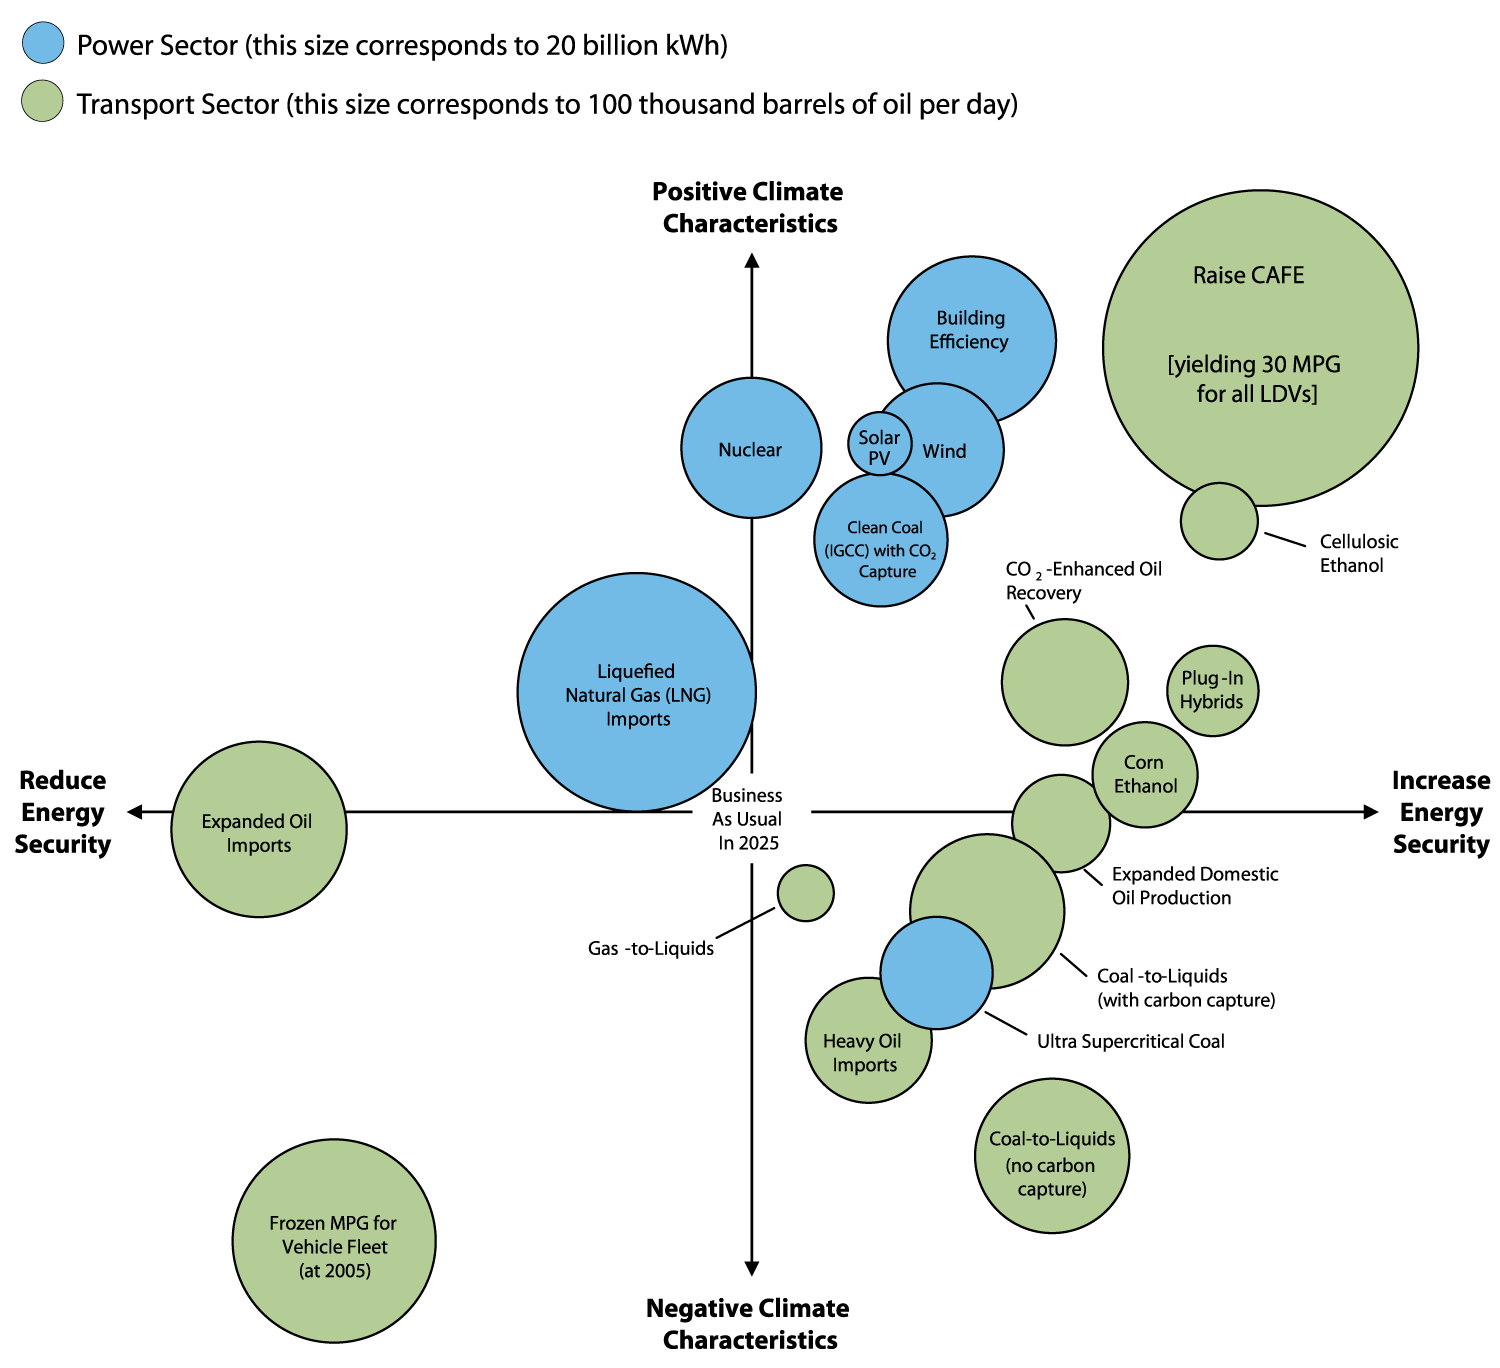 Power Sector (this size corresponds to 20 billion kWh)
Transport Sector (this size corresponds to 100 thousand barrels of oil per day)
Positive Climate
Characteristics
Raise CAFE
[yielding 30 MPG
for all LDVs]
Building
Efficiency
Nuclear
Solar
PV
Wind
Clean Coal
(IGCC) with CO2
Capture
Cellulosic
Ethanol
CO 2 -Enhanced Oil
Recovery
Liquefied
Natural Gas (LNG)
Imports
Plug-In
Hybrids
Corn
Ethanol
Reduce
Energy
Security
Expanded Oil
Imports
Business
As Usual
In 2025
Increase
Energy
Security
Expanded Domestic
Oil Production
Gas -to-Liquids
Coal -to-Liquids
(with carbon capture)
Ultra Supercritical Coal
Heavy Oil
Imports
Coal-to-Liquids
(no carbon
capture)
Frozen MPG for
Vehicle Fleet
(at 2005)
Negative Climate
Characteristics